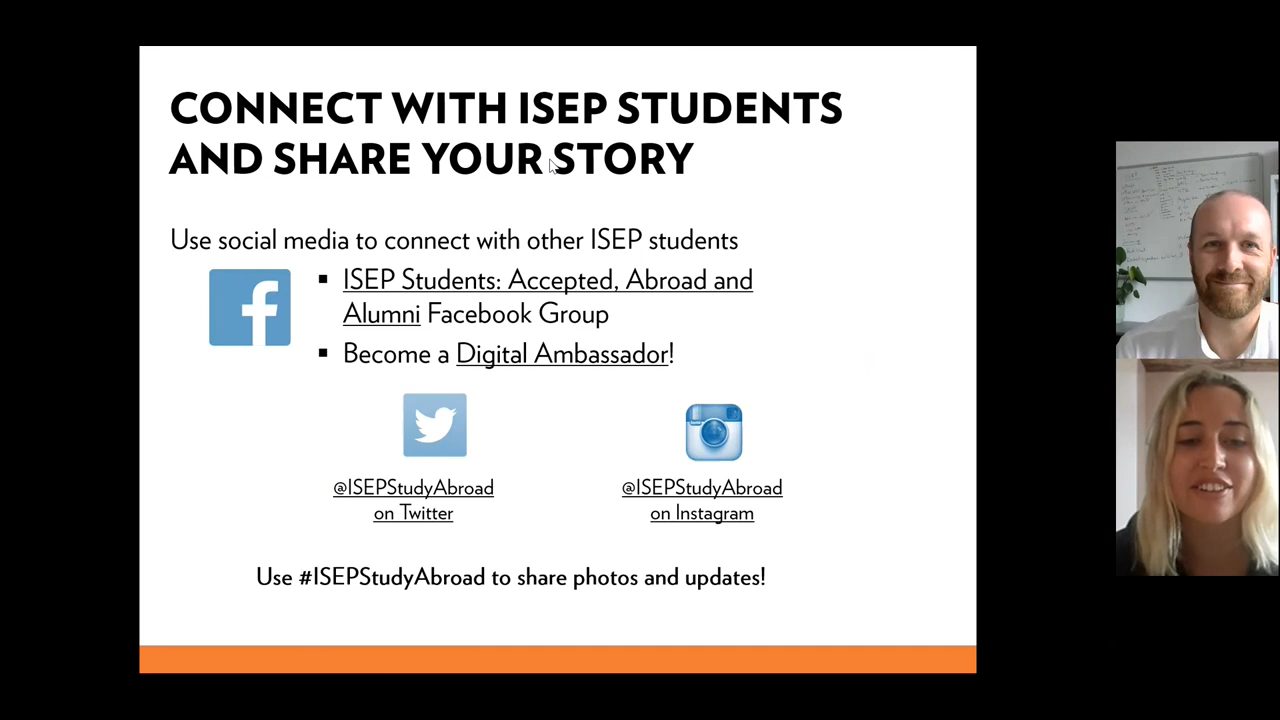 CONNECT WITH ISEP STUDENTS
AND SHARE YOUR STORY
Use social media to connect with other ISEP students
▪ ISEP Students: Accepted, Abroad and
Alumni Facebook Group
▪ Become a Digital Ambassador!
@ISEPStudyAbroad
on Twitter
@ISEPStudyAbroad
on Instagram
Use #ISEPStudyAbroad to share photos and updates!